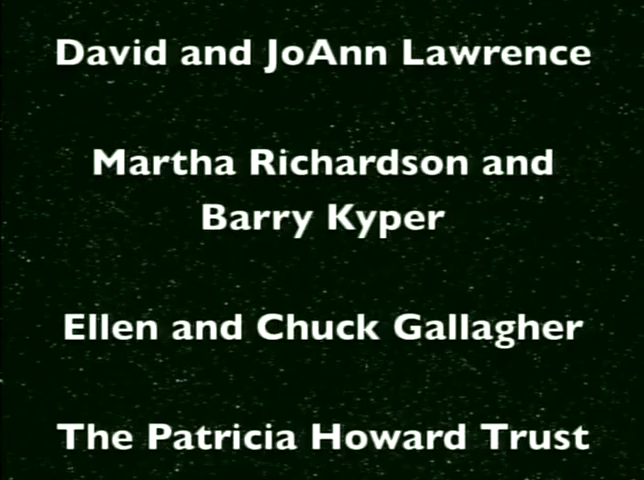 David and JoAnn Lawrence
Martha Richardson and
Barry Kyper
Ellen and Chuck Gallagher
The Patricia Howard Trust